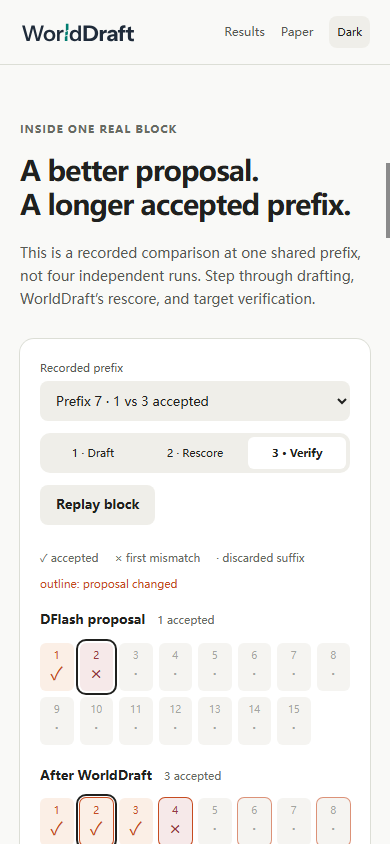 WorldDraft Results Paper Dark
INSIDE ONE REAL BLOCK
A better proposal.
A longer accepted prefix.
This is a recorded comparison at one shared prefix,
not four independent runs. Step through drafting,
WorldDraft's rescore, and target verification.
Recorded prefix
Prefix 7 · 1 vs 3 accepted
1 · Draft 2 · Rescore 3 • Verify
Replay block
✓ accepted × first mismatch · discarded suffix
outline: proposal changed
DFlash proposal 1 accepted
1 2 3 4 5 6 7 8
✓ × · · · · · ·
9 10 11 12 13 14 15
· · · · · · ·
After WorldDraft 3 accepted
1 2 3 4 5 6 7 8
✓ ✓ ✓ × · · · ·